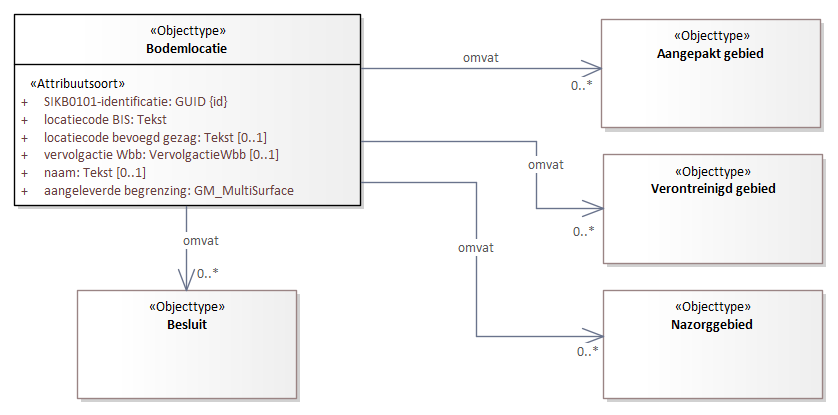 «Objecttype»
Bodemlocatie
«Attribuutsoort»
+ SIKB0101-identificatie: GUID {id}
+ locatiecode BIS: Tekst
+ locatiecode bevoegd gezag: Tekst [0..1]
+ vervolgactie Wbb: VervolgactieWbb [0..1]
+ naam: Tekst [0..1]
+ aangeleverde begrenzing: GM_MultiSurface
omvat
0..*
«Objecttype»
Aangepakt gebied
omvat
0..*
«Objecttype»
Verontreinigd gebied
omvat
0..*
«Objecttype»
Nazorggebied
omvat
0..*
«Objecttype»
Besluit